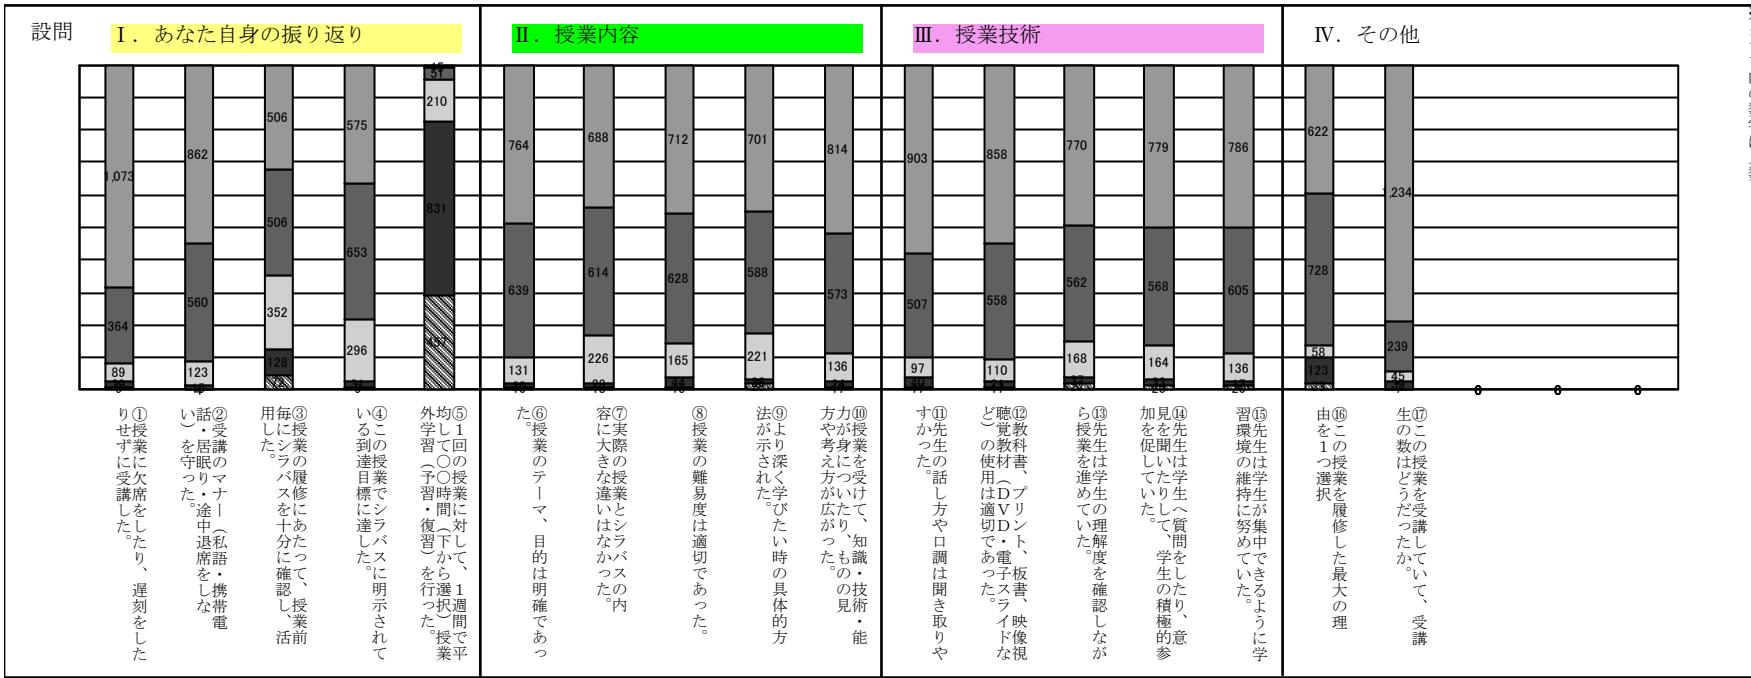 設問
Ⅰ．あなた自身の振り返り
Ⅱ．授業内容
Ⅲ．授業技術
Ⅳ．その他
1,073
364
89
862
560
123
506
506
352
128
72
575
653
296
31
15
51
210
831
457
764
639
131
688
614
226
712
628
165
44
701
588
221
814
573
136
24
903
507
97
40
858
558
110
770
562
168
779
568
164
786
605
136
622
728
58
123
1,234
239
45
0
0
0
①授業に欠席をしたり、遅刻をした
りせずに受講した。
②受講のマナー（私語・携帯電
話・居眠り・途中退席をしな
い）を守った。
③授業の履修にあたって、授業前
毎にシラバスを十分に確認し、活
用した。
④この授業でシラバスに明示されて
いる到達目標に達した。
⑤１回の授業に対して、１週間で平
均して〇〇時間（下から選択）授業
外学習（予習・復習）を行った。
⑥授業のテーマ、目的は明確であっ
た。
⑦実際の授業とシラバスの内
容に大きな違いはなかった。
⑧授業の難易度は適切であった。
⑨より深く学びたい時の具体的方
法が示された。
⑩授業を受けて、知識・技術・能
力が身についたり、ものの見
方や考え方が広がった。
⑪先生の話し方や口調は聞き取りや
すかった。
⑫教科書、プリント、板書、映像視
聴覚教材（ＤＶＤ・電子スライドな
ど）の使用は適切であった。
⑬先生は学生の理解度を確認しなが
ら授業を進めていた。
⑭先生は学生へ質問をしたり、意
見を聞いたりして、学生の積極的参
加を促していた。
⑮先生は学生が集中できるように学
習環境の維持に努めていた。
⑯この授業を履修した最大の理
由を１つ選択
⑰この授業を受講していて、受講
生の数はどうだったか。